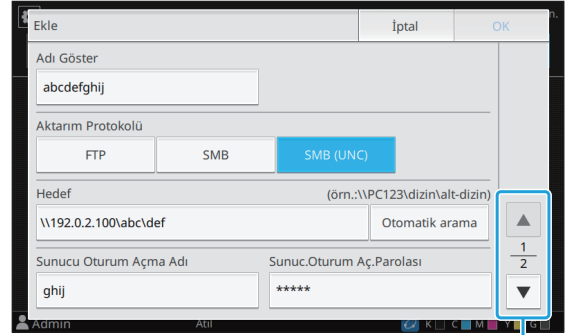 n.
Ekle İptal OK
Adı Göster
abcdefghij
Aktarım Protokolü
FTP SMB SMB (UNC)
Hedef (örn.:\\PC123\dizin\alt-dizin)
\\192.0.2.100\abc\def Otomatik arama
1
2
Sunucu Oturum Açma Adı Sunuc.Oturum Aç.Parolası
ghij *****
Admin Atıl K C M Y G